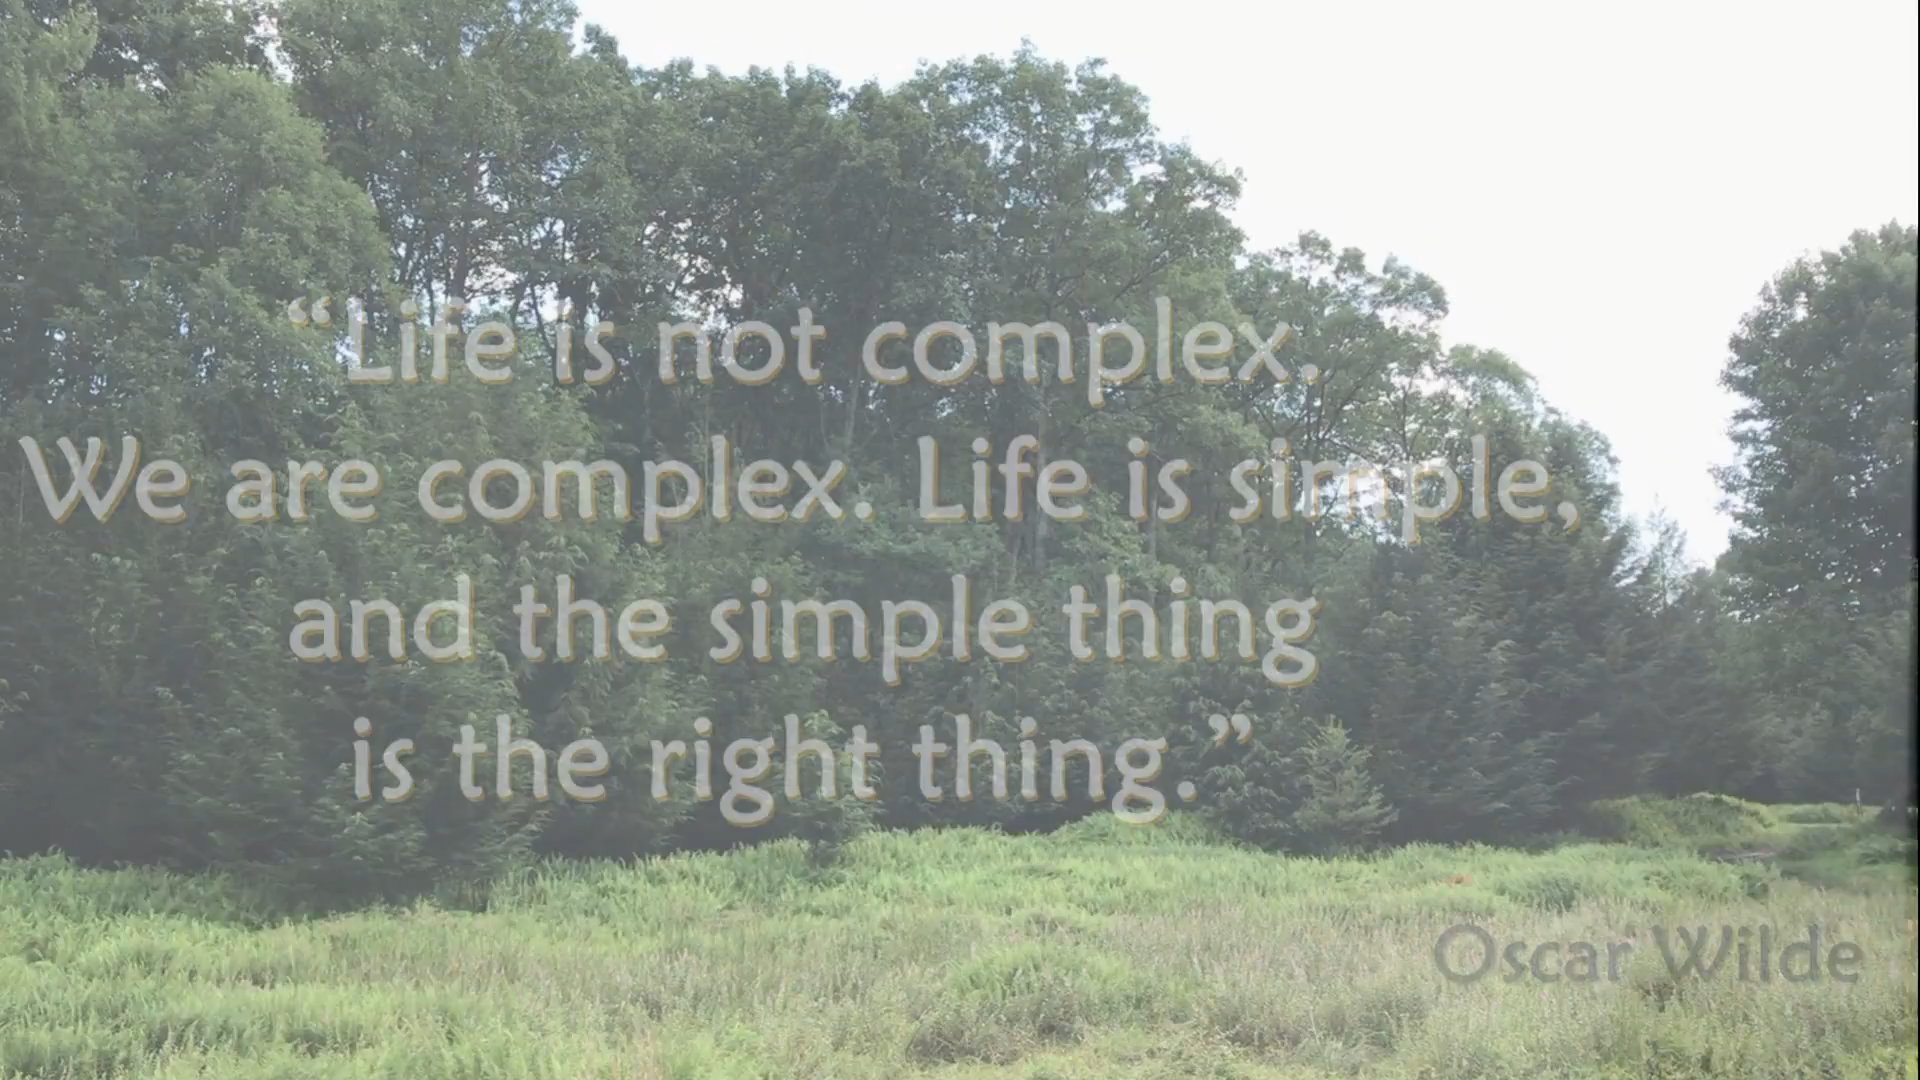 “Life is not complex.
We are complex. Life is simple,
and the simple thing
is the right thing.”
Oscar Wilde